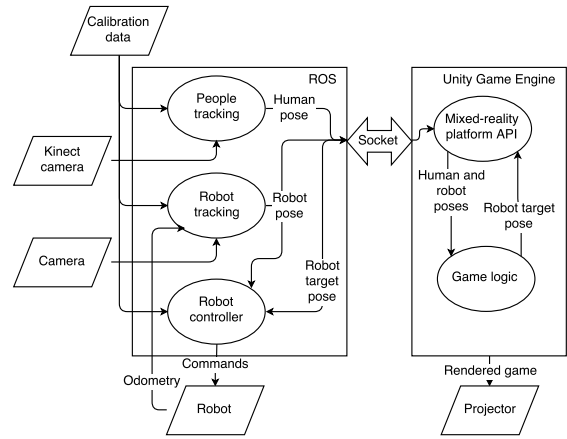 Calibration
data
ROS
Unity Game Engine
People
tracking
Human
pose
Socket
Mixed-reality
platform API
Kinect
camera
Human and
robot
poses
Robot
tracking
Robot
pose
Robot target
pose
Camera
Robot
target
pose
Game logic
Robot
controller
Commands
Rendered game
Odometry
Robot
Projector